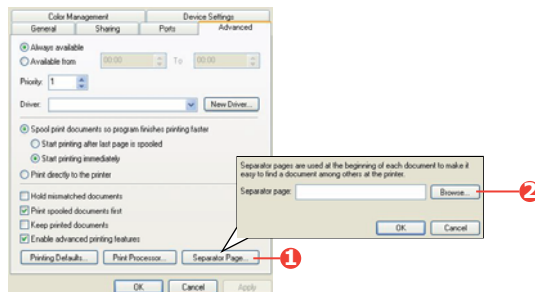 Color Management Device Settings
General Sharing Ports Advanced
Always available
Available from 00:00 To 00:00
Priority: 1
Driver: New Driver...
Spool print documents so program finishes printing faster
Start printing after last page is spooled
Start printing immediately
Print directly to the printer
Hold mismatched documents
Print spooled documents first
Keep printed documents
Enable advanced printing features
Printing Defaults... Print Processor... Separator Page... 1
OK Cancel Apply
Separator pages are used at the beginning of each document to make it
easy to find a document among others at the printer.
Separator page: Browse... 2
OK Cancel